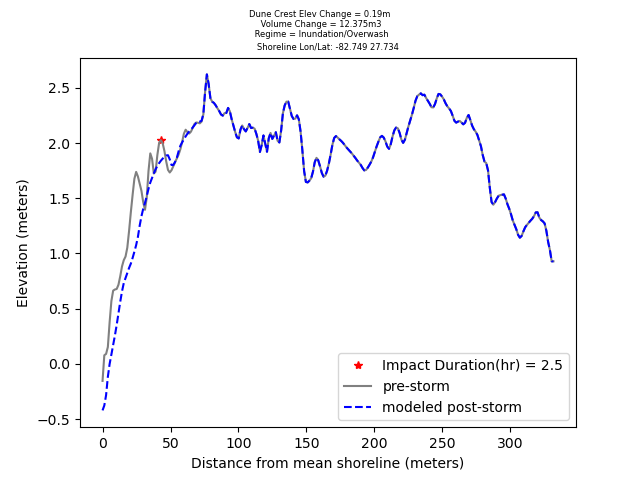 Dune Crest Elev Change = 0.19m
Volume Change = 12.375m3
Regime = Inundation/Overwash
Shoreline Lon/Lat: -82.749 27.734
Elevation (meters)
2.5
2.0
1.5
1.0
0.5
0.0
−0.5
Impact Duration(hr) = 2.5
pre-storm
modeled post-storm
0 50 100 150 200 250 300
Distance from mean shoreline (meters)